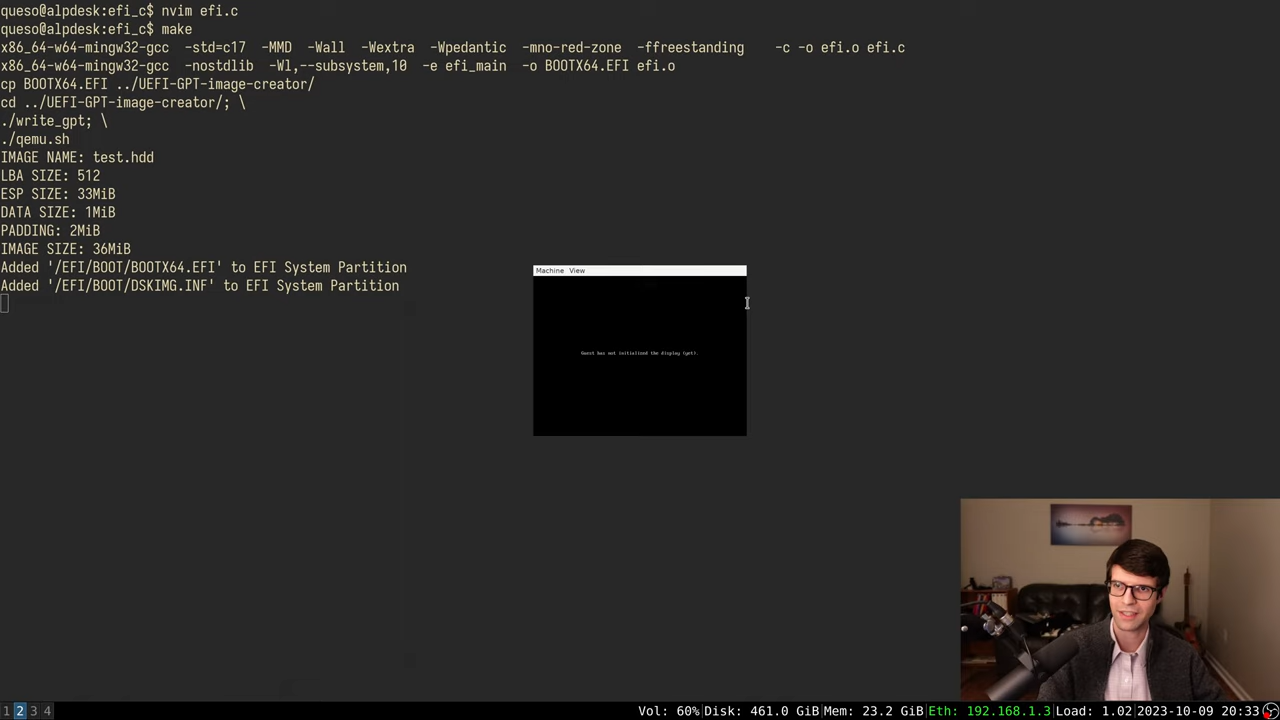 queso@alpdesk:efi_c$ nvim efi.c
queso@alpdesk:efi_c$ make
x86_64-w64-mingw32-gcc  -std=c17  -MMD  -Wall  -Wextra  -Wpedantic  -mno-red-zone  -ffreestanding    -c -o efi.o efi.c
x86_64-w64-mingw32-gcc  -nostdlib  -Wl,--subsystem,10  -e efi_main  -o BOOTX64.EFI efi.o
cp BOOTX64.EFI ../UEFI-GPT-image-creator/
cd ../UEFI-GPT-image-creator/; \
./write_gpt; \
./qemu.sh
IMAGE NAME: test.hdd
LBA SIZE: 512
ESP SIZE: 33MiB
DATA SIZE: 1MiB
PADDING: 2MiB
IMAGE SIZE: 36MiB
Added '/EFI/BOOT/BOOTX64.EFI' to EFI System Partition
Added '/EFI/BOOT/DSKIMG.INF' to EFI System Partition
Machine View
Guest has not initialized the display (yet).
1 2 3 4
Vol: 60%|Disk: 461.0 GiB|Mem: 23.2 GiB|Eth: 192.168.1.3|Load: 1.02|2023-10-09 20:33